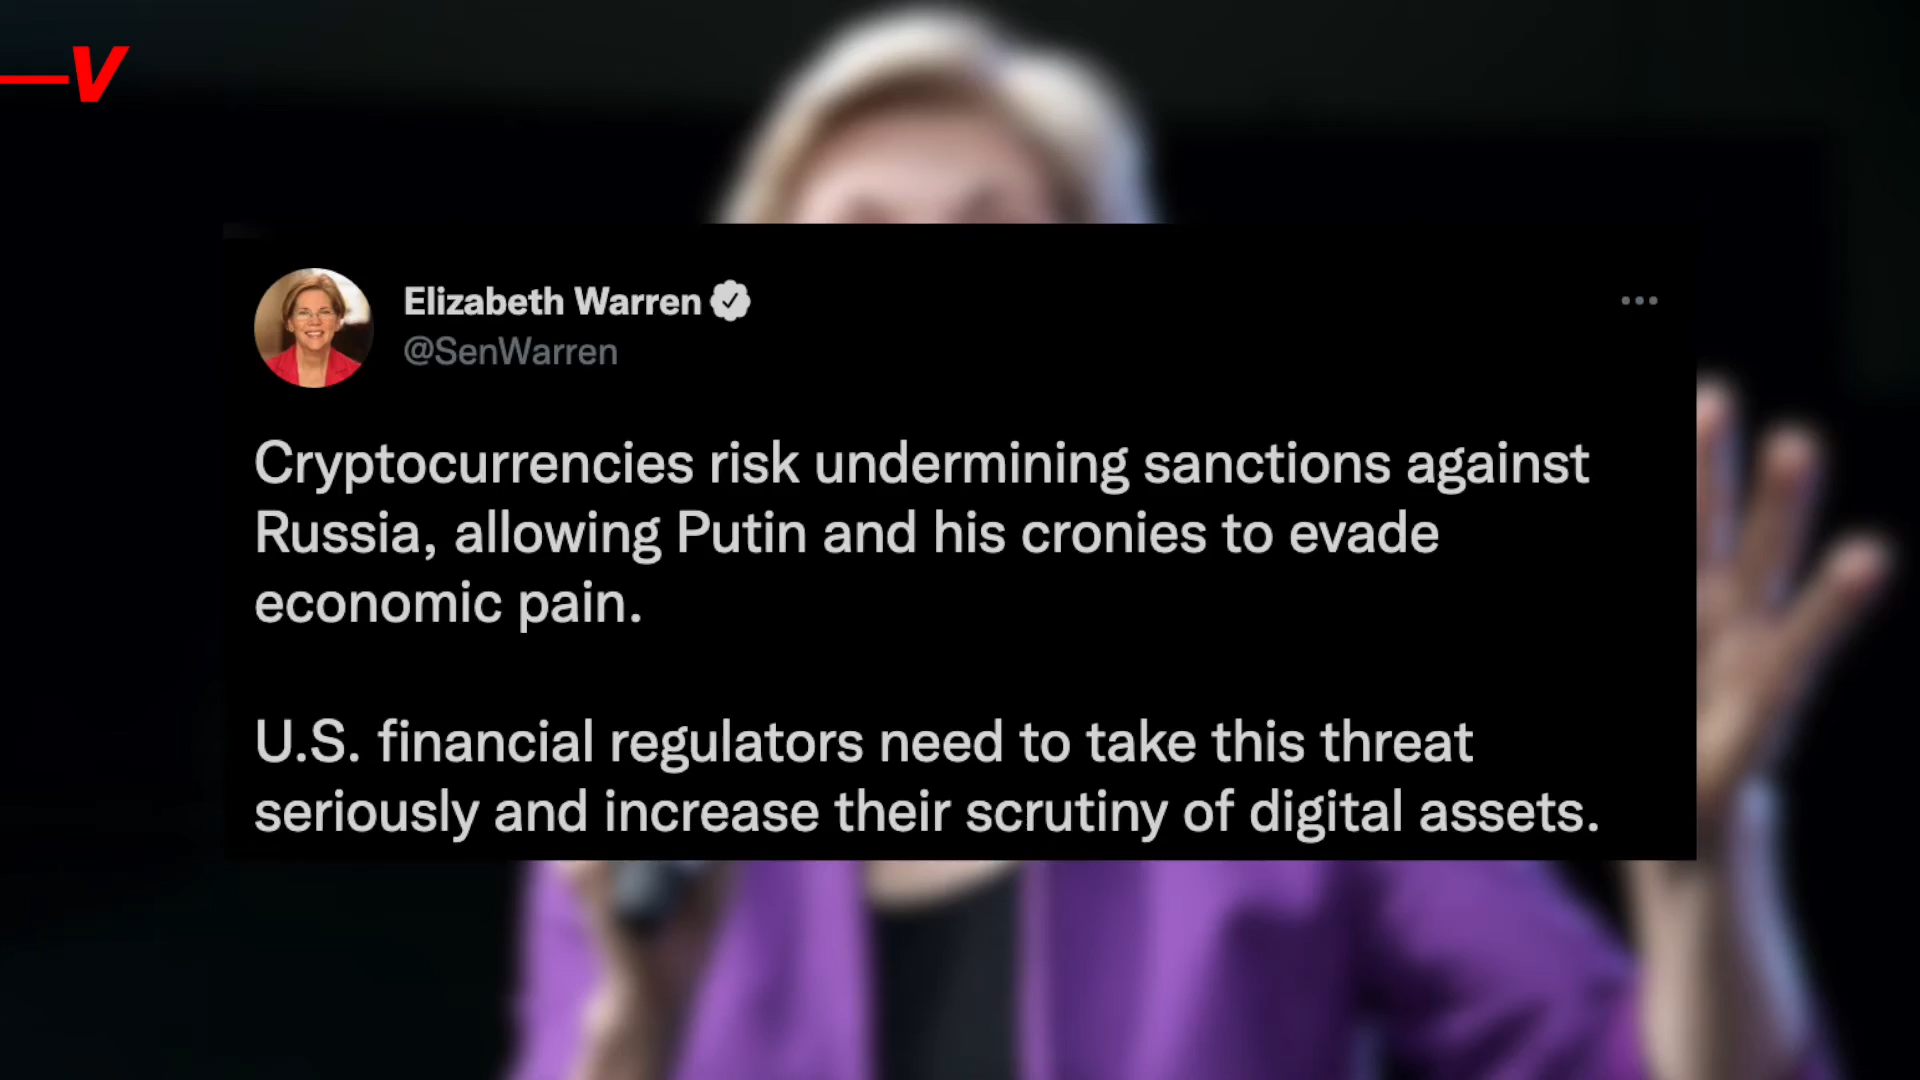 V
Elizabeth Warren
@SenWarren
Cryptocurrencies risk undermining sanctions against
Russia, allowing Putin and his cronies to evade
economic pain.
U.S. financial regulators need to take this threat
seriously and increase their scrutiny of digital assets.